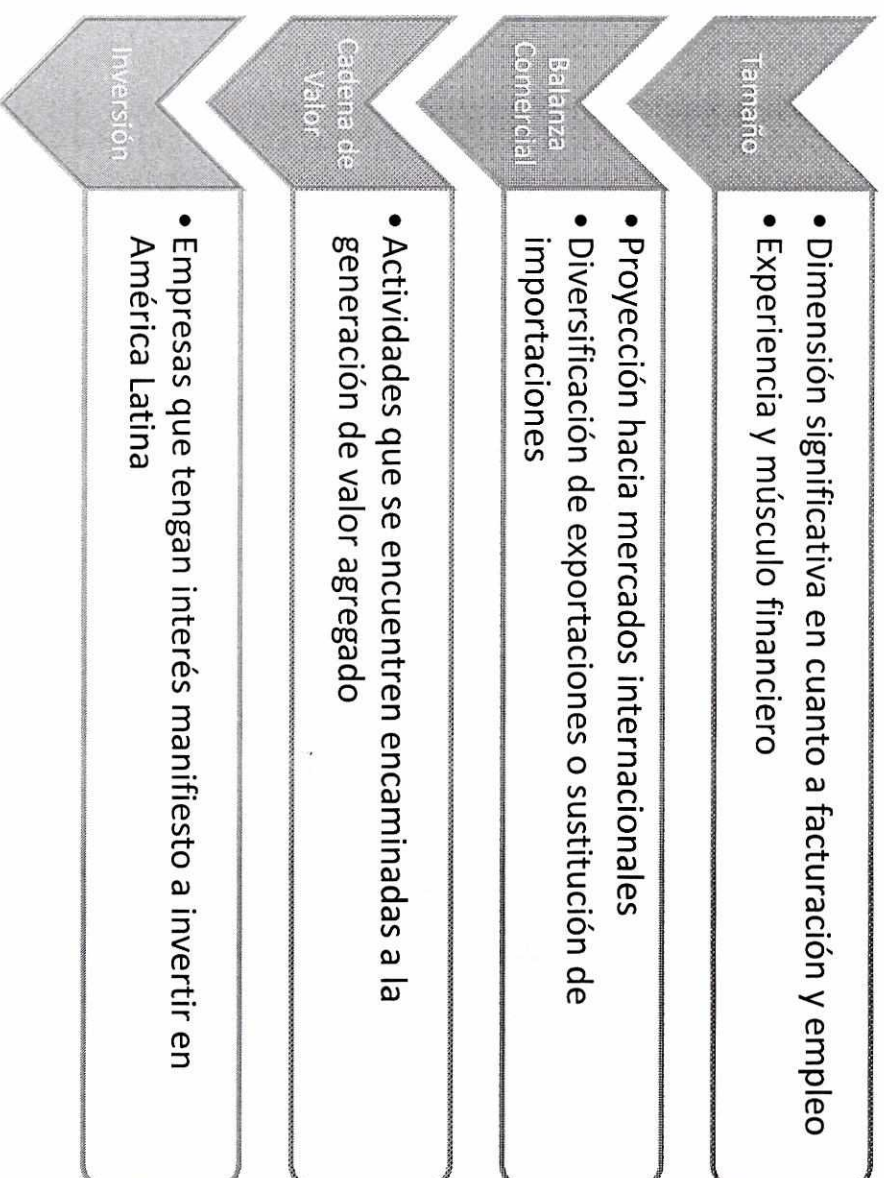 Tamaño
• Dimensión significativa en cuanto a facturación y empleo
• Experiencia y músculo financiero
Balanza
Comercial
• Proyección hacia mercados internacionales
• Diversificación de exportaciones o sustitución de
importaciones
Cadena de
Valor
• Actividades que se encuentren encaminadas a la
generación de valor agregado
Inversión
• Empresas que tengan interés manifiesto a invertir en
América Latina